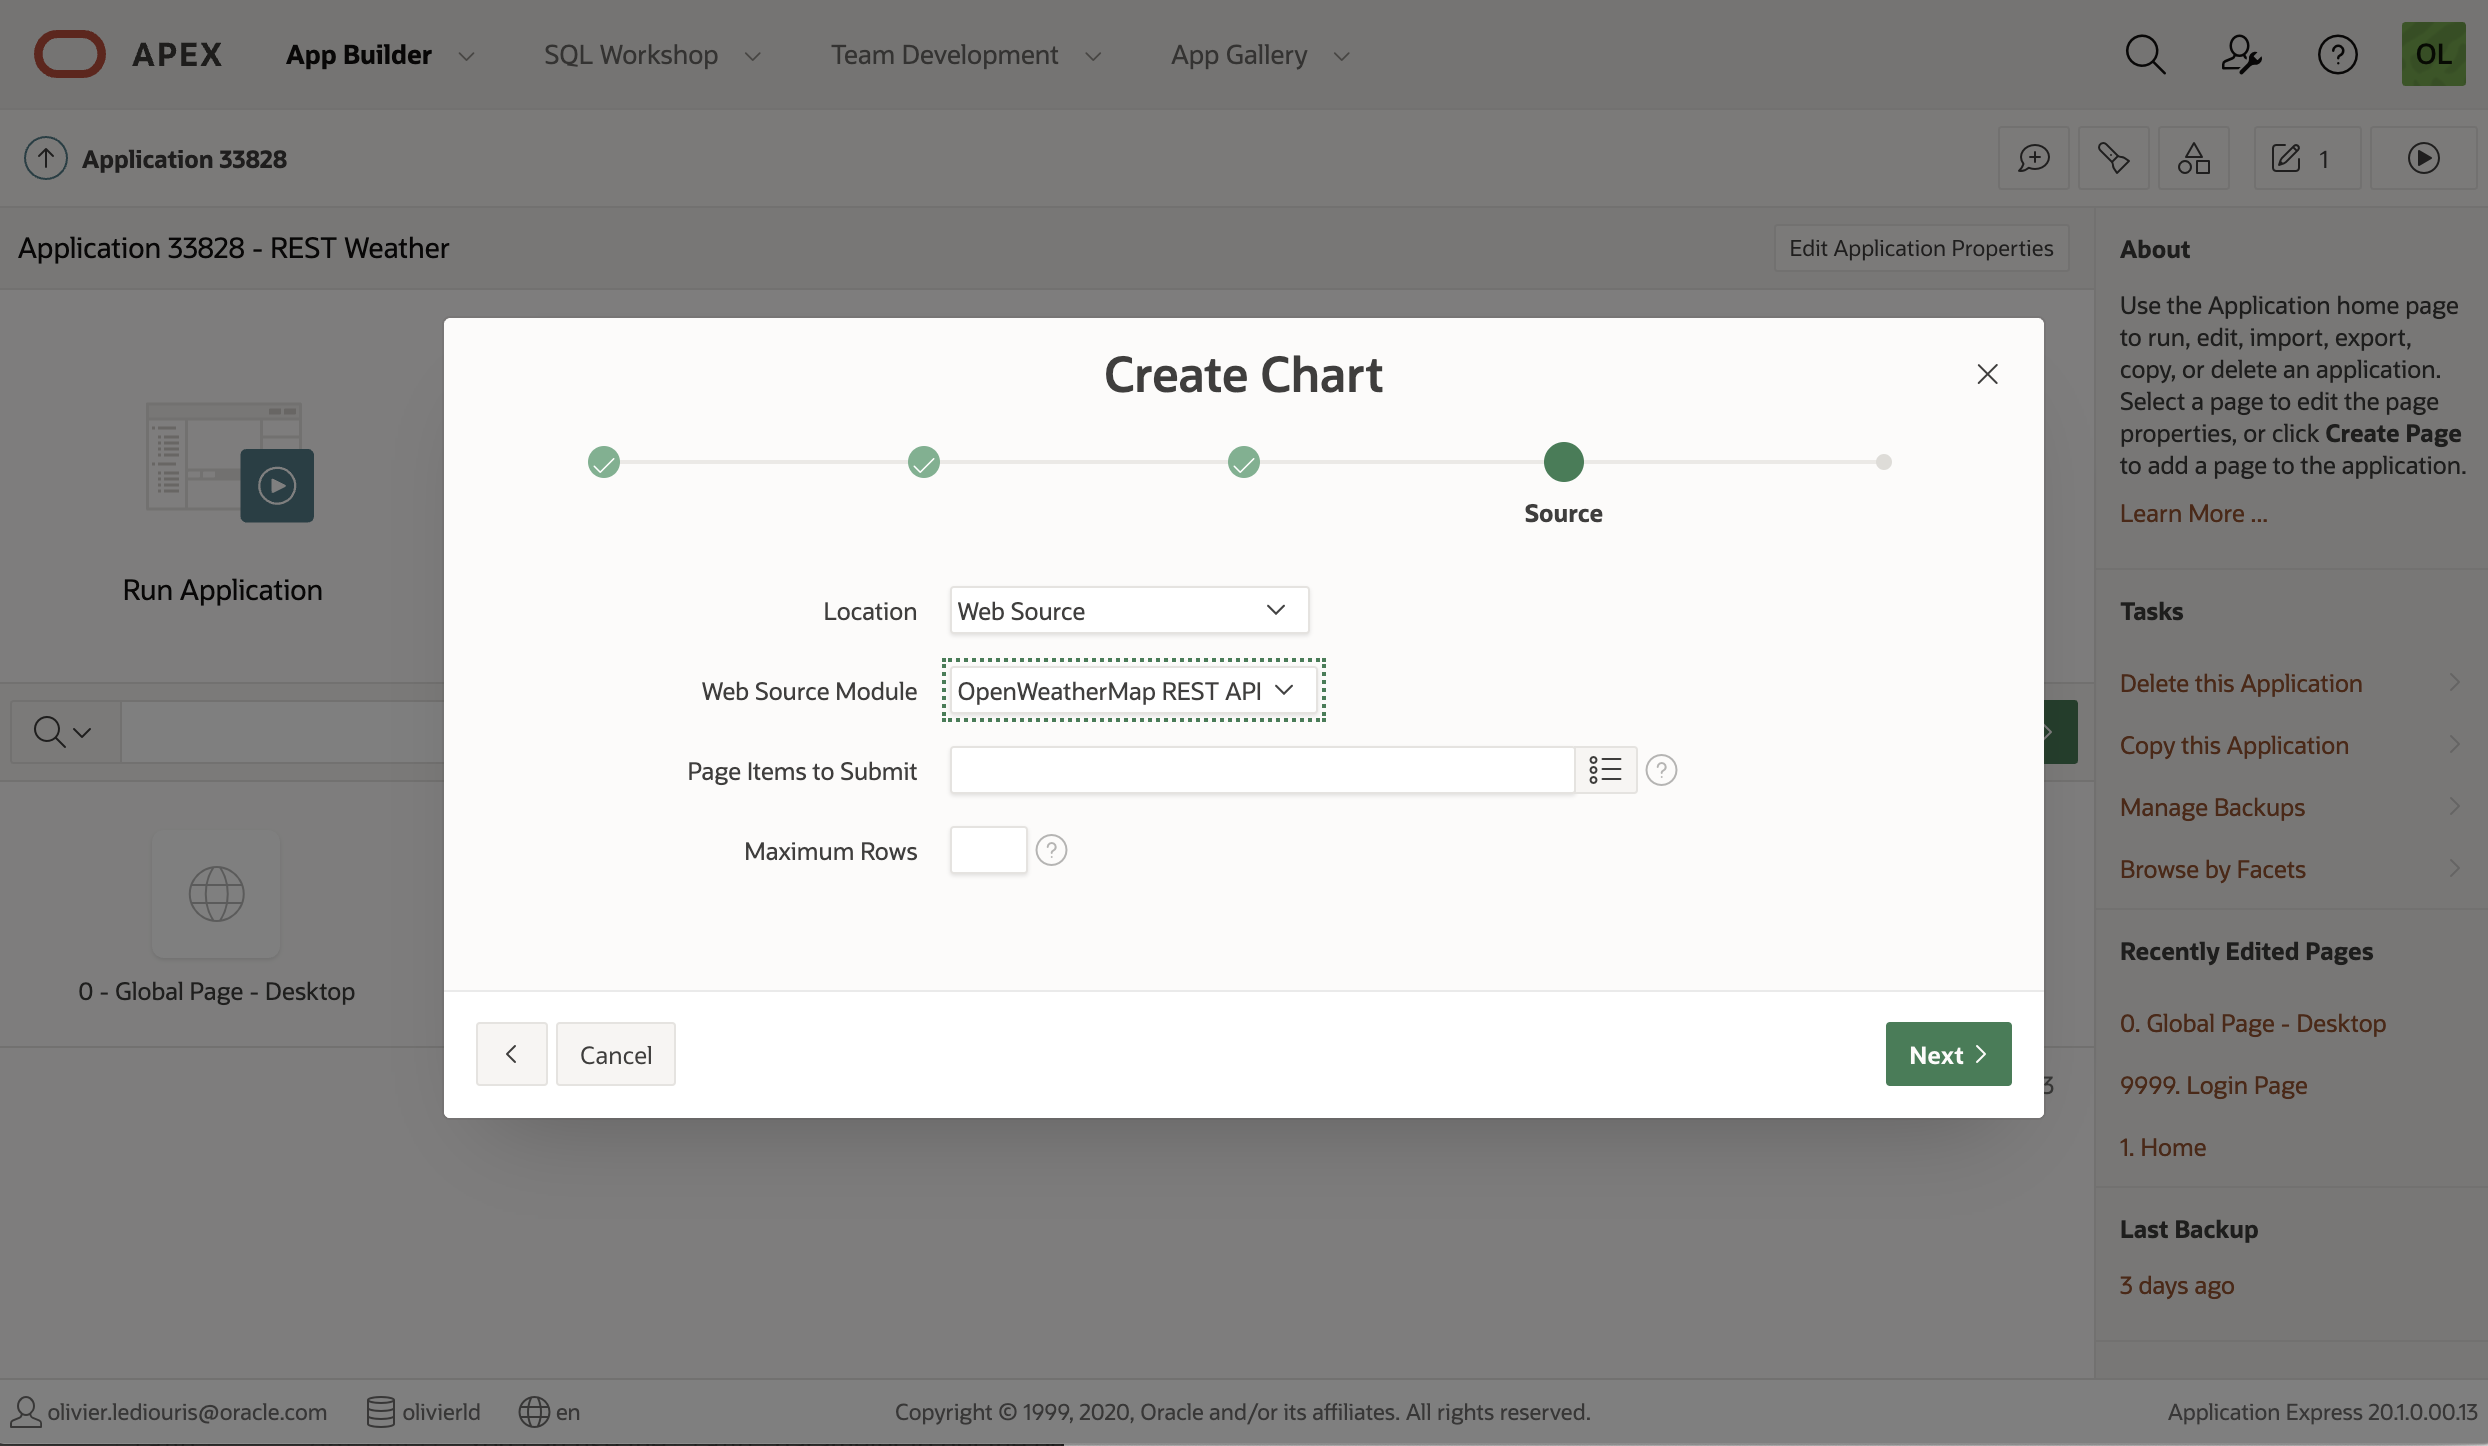 APEX
App Builder
SQL Workshop
Team Development
App Gallery
OL
Application 33828
1
Application 33828 - REST Weather
Edit Application Properties
About
Use the Application home page
to run, edit, import, export,
copy, or delete an application.
Select a page to edit the page
properties, or click Create Page
to add a page to the application.
Learn More ...
Create Chart
Source
Run Application
Location
Web Source
Web Source Module
OpenWeatherMap REST API
Page Items to Submit
Maximum Rows
Tasks
Delete this Application
Copy this Application
Manage Backups
Browse by Facets
0 - Global Page - Desktop
Recently Edited Pages
0. Global Page - Desktop
9999. Login Page
1. Home
Cancel
Next
3
Last Backup
3 days ago
olivier.lediouris@oracle.com
olivierld
en
Copyright © 1999, 2020, Oracle and/or its affiliates. All rights reserved.
Application Express 20.1.0.00.13